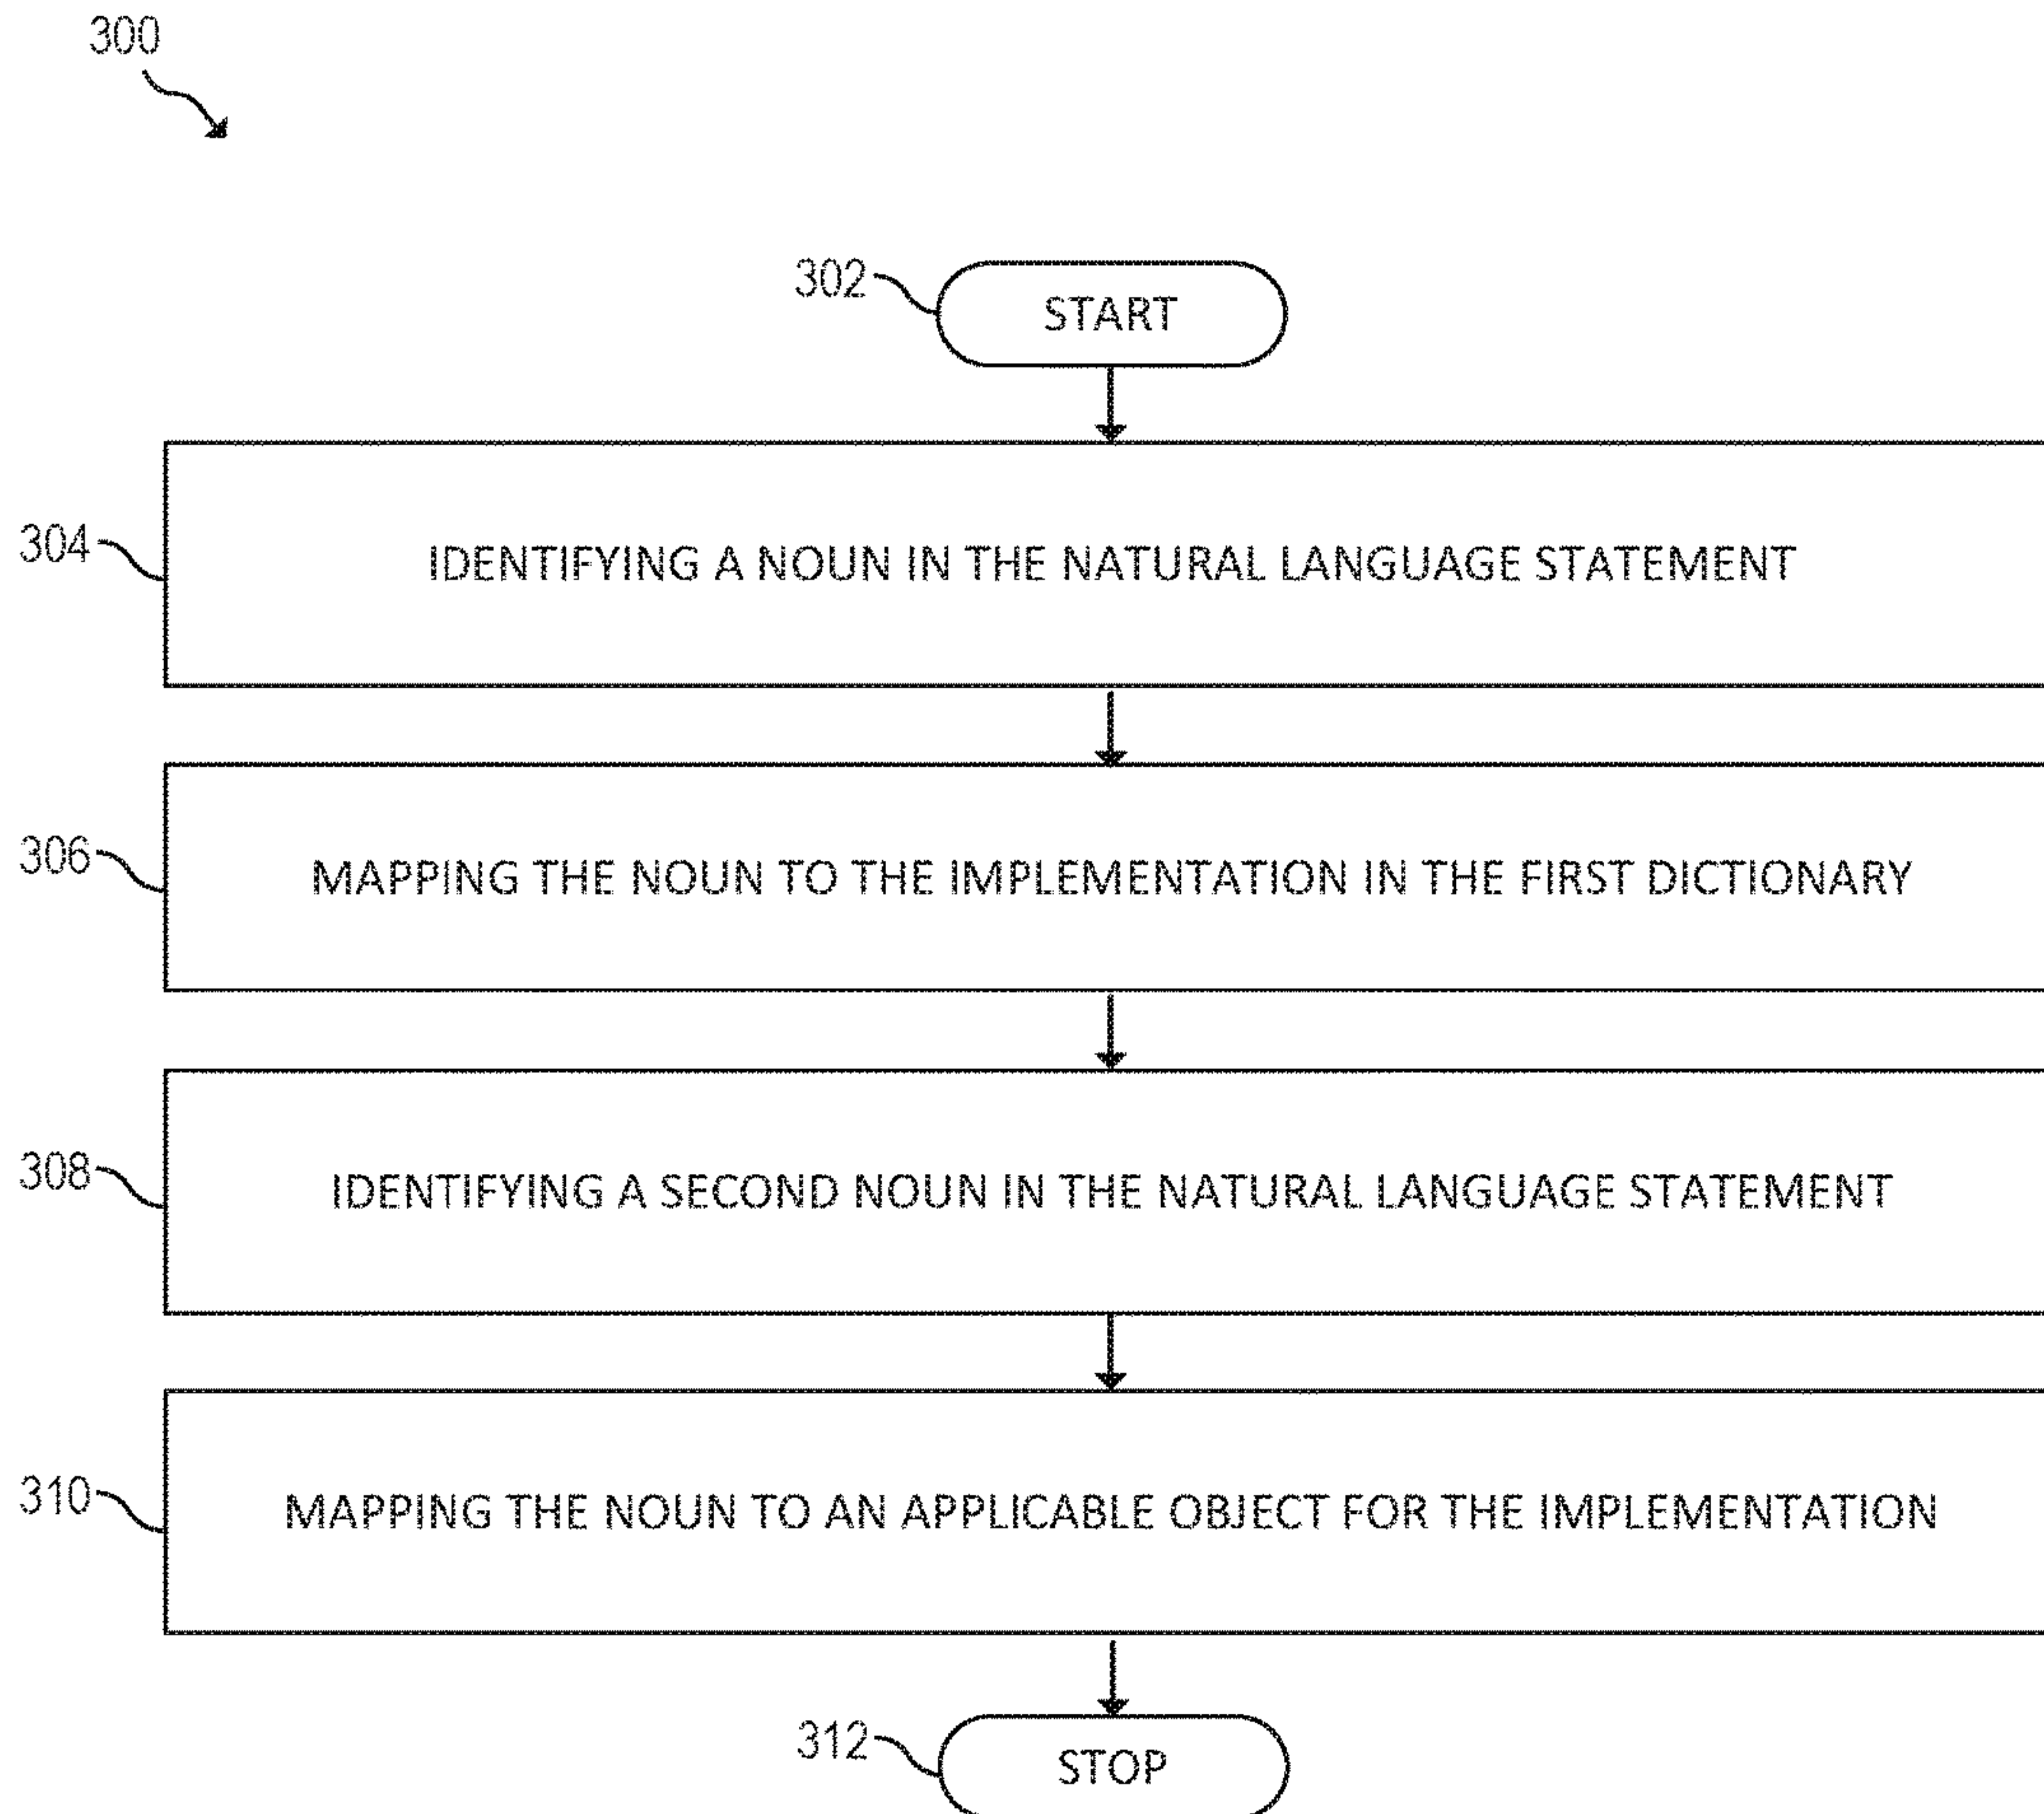 300
302
START
304
IDENTIFYING A NOUN IN THE NATURAL LANGUAGE STATEMENT
306
MAPPING THE NOUN TO THE IMPLEMENTATION IN THE FIRST DICTIONARY
308
IDENTIFYING A SECOND NOUN IN THE NATURAL LANGUAGE STATEMENT
310
MAPPING THE NOUN TO AN APPLICABLE OBJECT FOR THE IMPLEMENTATION
312
STOP